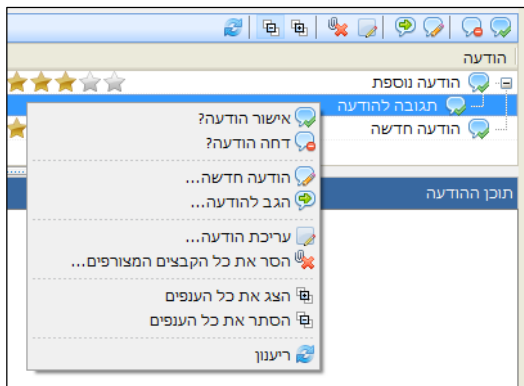 הודעה
הודעה נוספת
תגובה להודעה
הודעה חדשה
אישור הודעה?
דחה הודעה?
הודעה חדשה...
הגב להודעה...
עריכת הודעה...
הסר את כל הקבצים המצורפים...
הצג את כל הענפים
הסתר את כל הענפים
ריענון
תוכן ההודעה